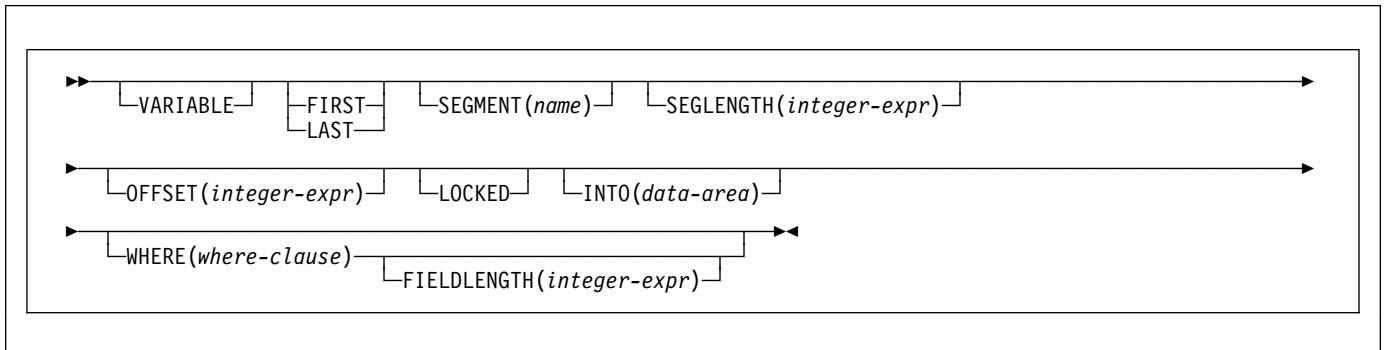 VARIABLE FIRST SEGMENT(name) SEGLENGTH(integer-expr)
LAST
OFFSET(integer-expr) LOCKED INTO(data-area)
WHERE(where-clause)
FIELDLENGTH(integer-expr)